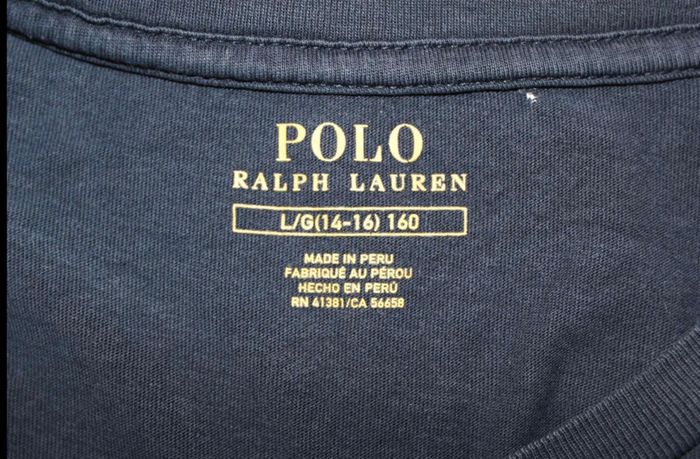 POLO
RALPH LAUREN
L/G(14-16) 160
MADE IN PERU
FABRIQUÉ AU PÉROU
HECHO EN PERÚ
RN 41381/CA 56658